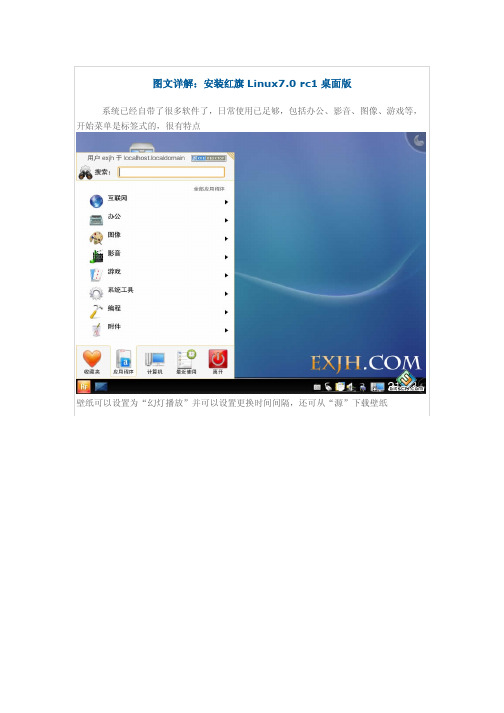 图文详解：安装红旗 Linux7.0 rc1 桌面版
系统已经自带了很多软件了，日常使用已足够，包括办公、影音、图像、游戏等，
开始菜单是标签式的，很有特点
用户 exjh 于 localhost.localdomain
搜索：
全部应用程序
互联网
办公
图像
影音
游戏
系统工具
编程
附件
收藏夹 应用程序 计算机 最近使用 离开
EXJH.COM
壁纸可以设置为“幻灯播放”并可以设置更换时间间隔，还可从“源”下载壁纸